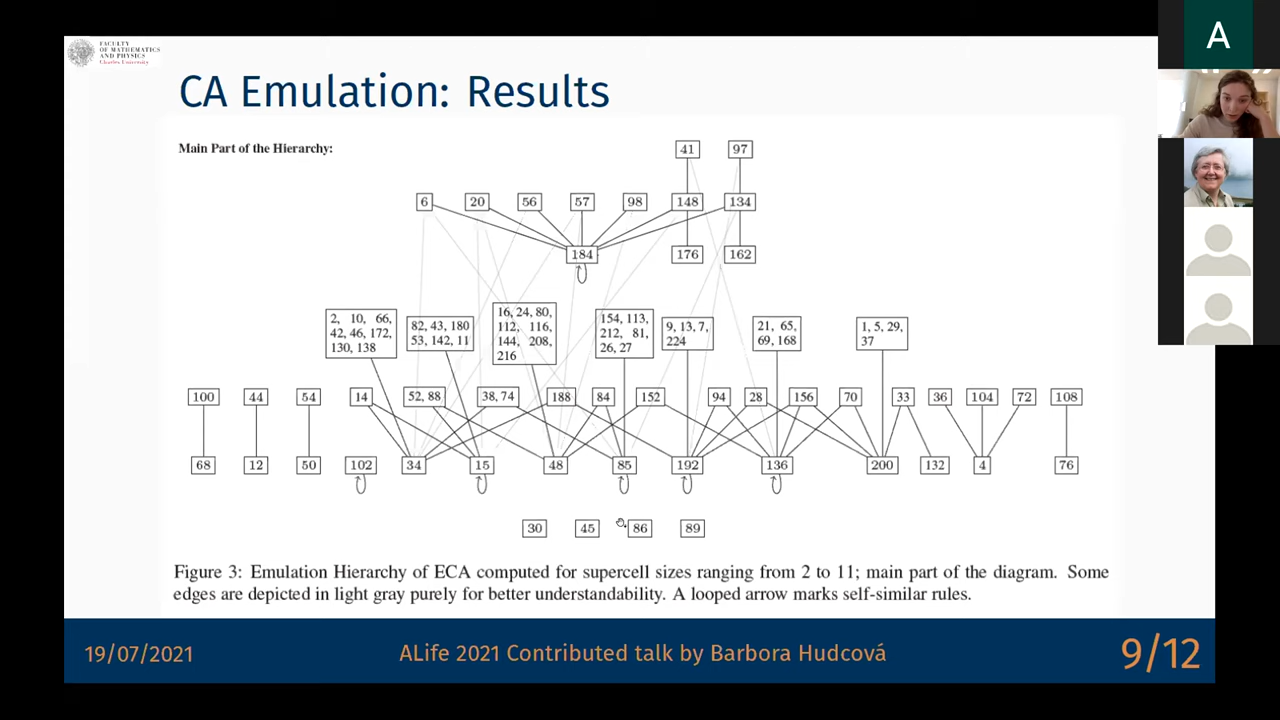 FACULTY
OF MATHEMATICS
AND PHYSICS
Charles University
A
CA Emulation: Results
Main Part of the Hierarchy:
41 97
6 20 56 57 98 148 134
184 176 162
2, 10, 66,
42, 46, 172,
130, 138
82, 43, 180
53, 142, 11
16, 24, 80,
112, 116,
144, 208,
216
154, 113,
212, 81,
26, 27
9, 13, 7,
224
21, 65,
69, 168
1, 5, 29,
37
100 44 54 14 52, 88 38, 74 188 84 152 94 28 156 70 33 36 104 72 108
68 12 50 102 34 15 48 85 192 136 200 132 4 76
30 45 86 89
Figure 3: Emulation Hierarchy of ECA computed for supercell sizes ranging from 2 to 11; main part of the diagram. Some
edges are depicted in light gray purely for better understandability. A looped arrow marks self-similar rules.
19/07/2021 ALife 2021 Contributed talk by Barbora Hudcová 9/12